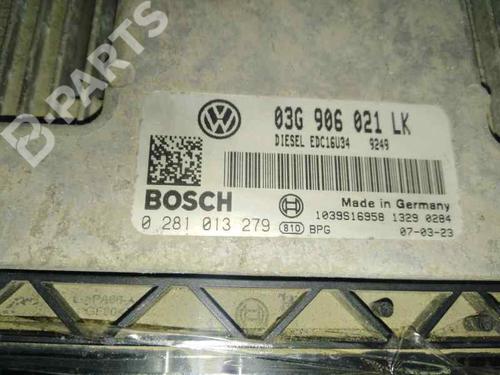 B-PARTS
03G 906 021 LK
DIESEL EDC16U34 9249
BOSCH
Made in Germany
1039S16958 1329 0284
0 281 013 279 810 BPG 07-03-23